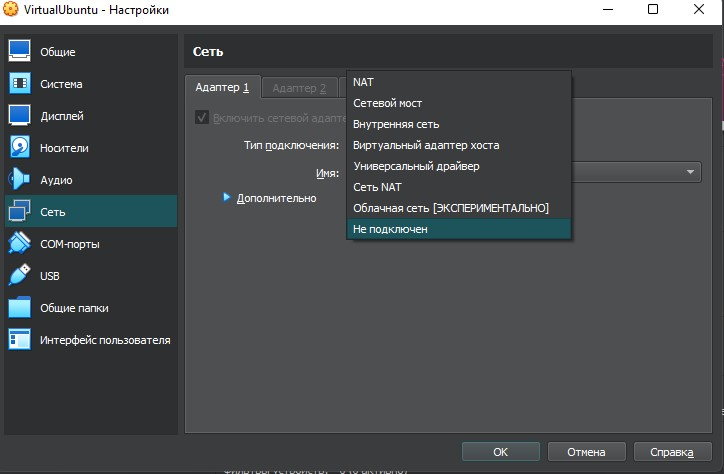 VirtualUbuntu - Настройки
Общие
Система
Дисплей
Носители
Аудио
Сеть
COM-порты
USB
Общие папки
Интерфейс пользователя
Сеть
Адаптер 1
Адаптер 2
Включить сетевой адапте
Тип подключения:
Имя:
Дополнительно
NAT
Сетевой мост
Внутренняя сеть
Виртуальный адаптер хоста
Универсальный драйвер
Сеть NAT
Облачная сеть [ЭКСПЕРИМЕНТАЛЬНО]
Не подключен
OK
Отмена
Справка